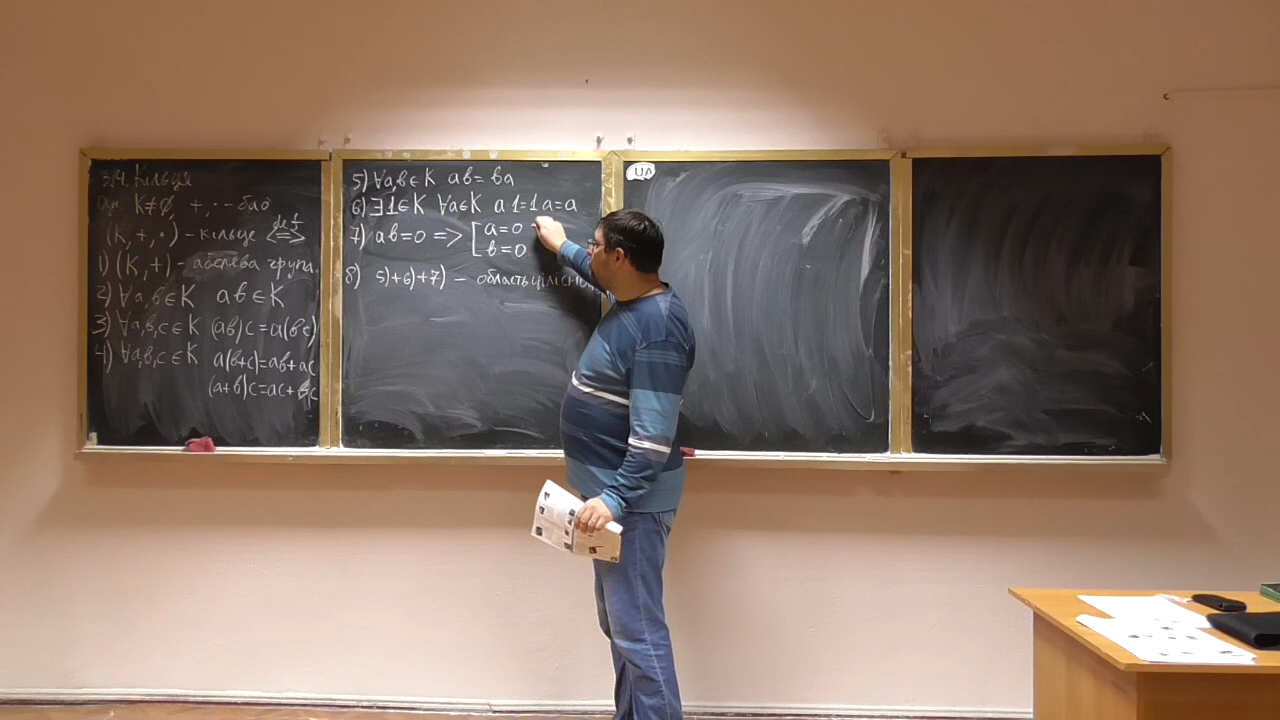 3.4. Кільця
Озн. K≠∅, +,· - бао
(K,+,·) - кільце def <=>
1) (K,+) - абелева група.
2) ∀a,b∈K ab∈K
3) ∀a,b,c∈K (ab)c=a(bc)
4) ∀a,b,c∈K a(b+c)=ab+ac
(a+b)c=ac+bc
5) ∀a,b∈K ab=ba
6) ∃1∈K ∀a∈K a1=1a=a
7) ab=0 => [a=0
b=0
8) 5)+6)+7) - область
UA